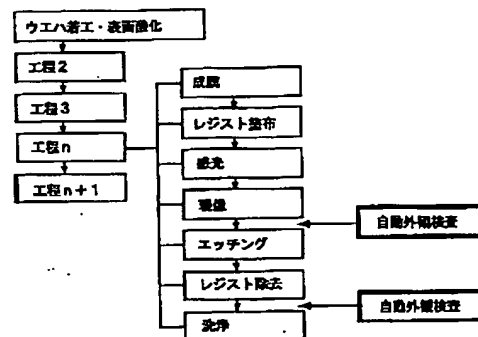 ウエハ着工・表面酸化
工程2
工程3
工程n
工程n+1
成膜
レジスト塗布
感光
現像
エッチング
レジスト除去
洗浄
自動外観検査
自動外観検査